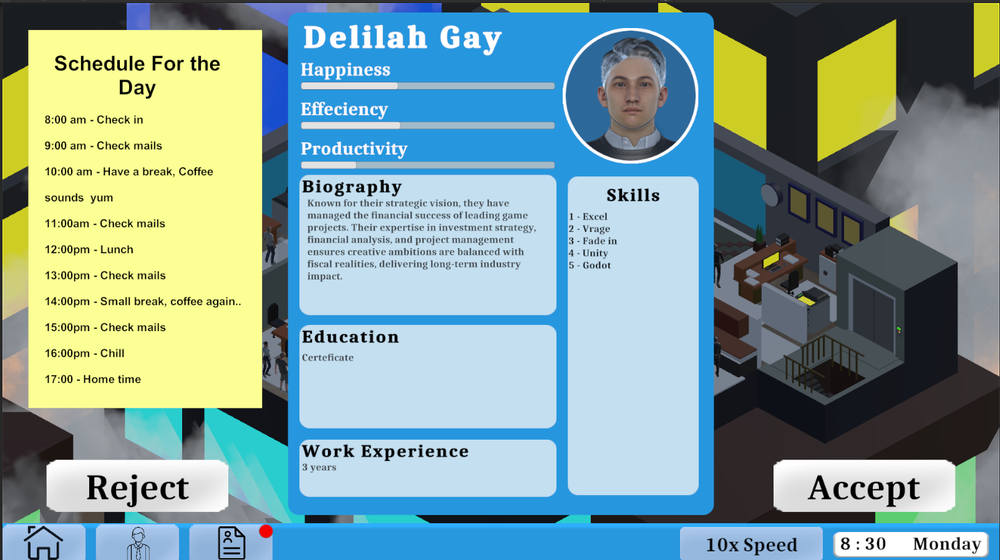 Schedule For the
Day
8:00 am - Check in
9:00 am - Check mails
10:00 am - Have a break, Coffee
sounds  yum
11:00am - Check mails
12:00pm - Lunch
13:00pm - Check mails
14:00pm - Small break, coffee again..
15:00pm - Check mails
16:00pm - Chill
17:00 - Home time
Delilah Gay
Happiness
Effeciency
Productivity
Biography
Known for their strategic vision, they have
managed the financial success of leading game
projects. Their expertise in investment strategy,
financial analysis, and project management
ensures creative ambitions are balanced with
fiscal realities, delivering long-term industry
impact.
Education
Certeficate
Work Experience
3 years
Skills
1 - Excel
2 - Vrage
3 - Fade in
4 - Unity
5 - Godot
Reject
Accept
10x Speed
8 : 30 Monday